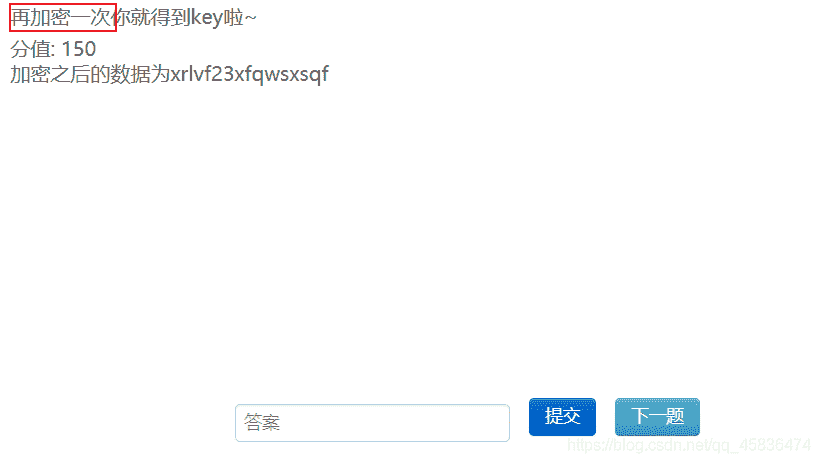 再加密一次你就得到key啦~
分值: 150
加密之后的数据为xrlvf23xfqwsxsqf
答案 提交 下一题
https://blog.csdn.net/qq_45836474